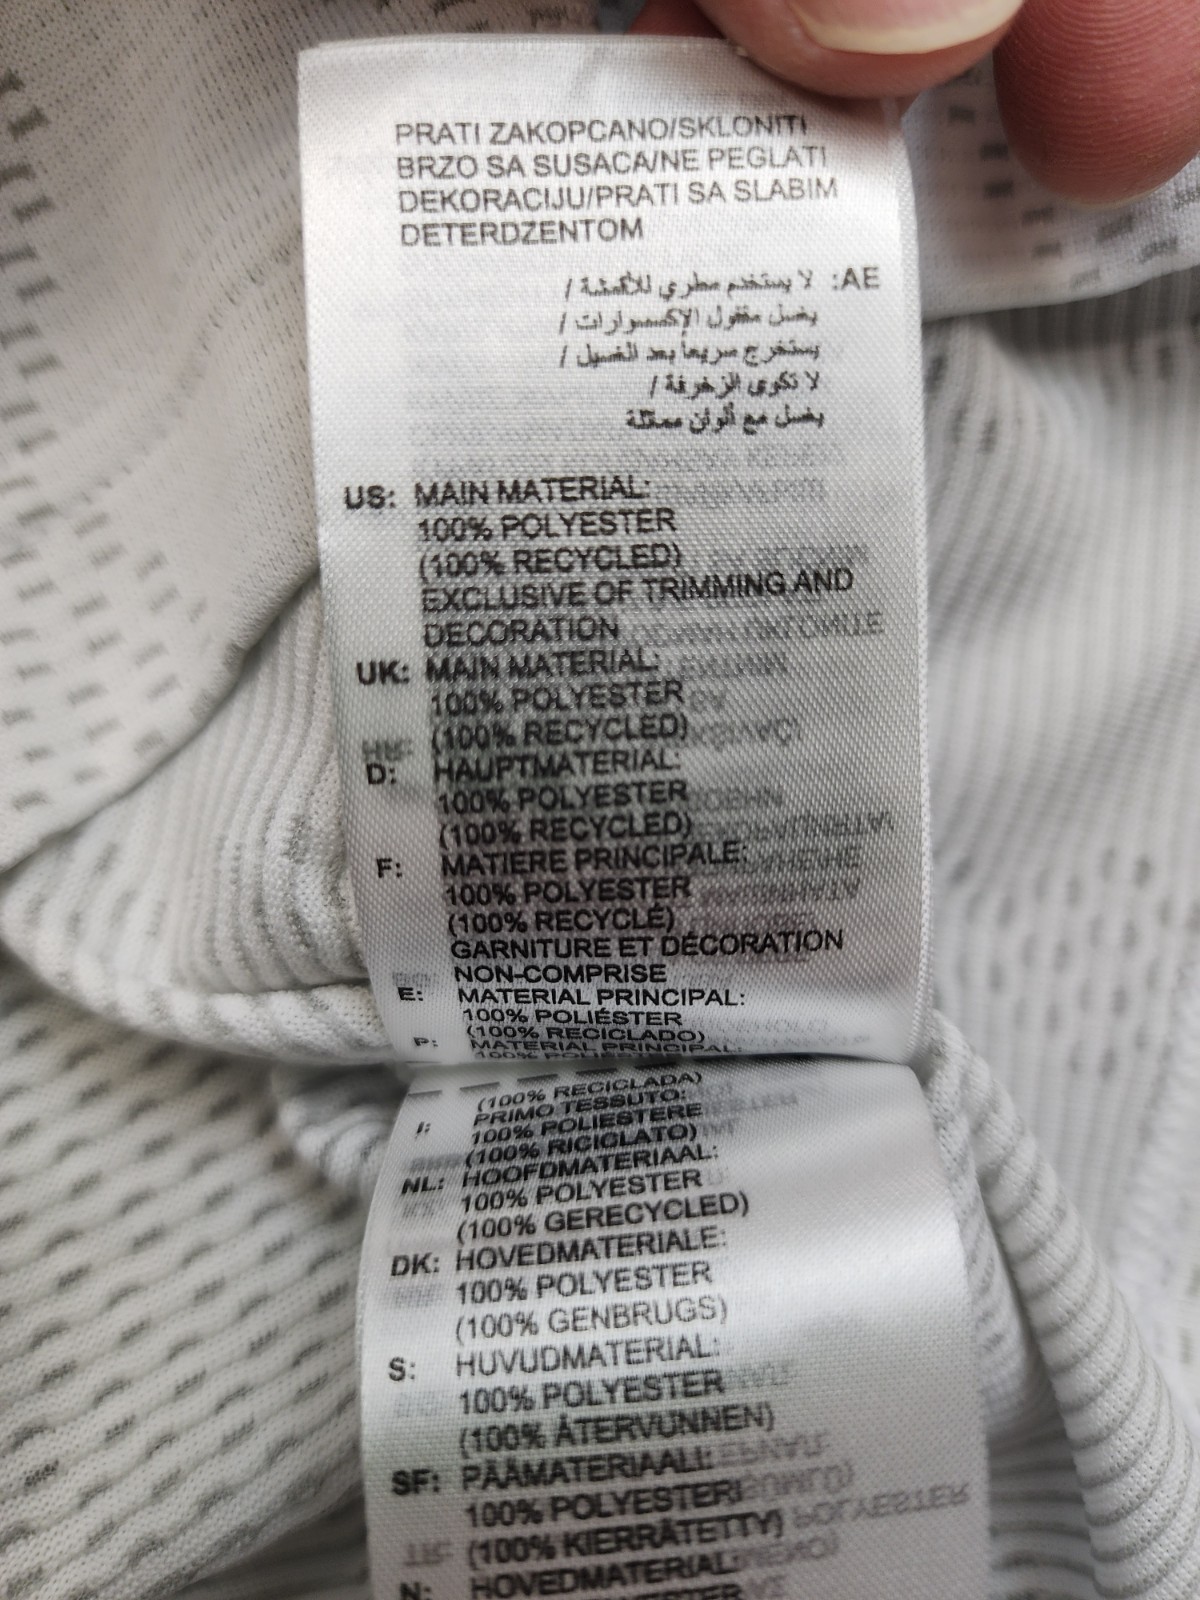 PRATI ZAKOPCANO/SKLONITI
BRZO SA SUSACA/NE PEGLATI
DEKORACIJU/PRATI SA SLABIM
DETERDZENTOM
AE: لا يستخدم مطري للأقمشة /
يغسل مقفول الإكسسوارات /
يستخرج سريعاً بعد الغسيل /
لا تكوى الزخرفة /
يغسل مع ألوان مماثلة
US: MAIN MATERIAL:
100% POLYESTER
(100% RECYCLED)
EXCLUSIVE OF TRIMMING AND
DECORATION
UK: MAIN MATERIAL:
100% POLYESTER
(100% RECYCLED)
D: HAUPTMATERIAL:
100% POLYESTER
(100% RECYCLED)
F: MATIERE PRINCIPALE:
100% POLYESTER
(100% RECYCLÉ)
GARNITURE ET DÉCORATION
NON-COMPRISE
E: MATERIAL PRINCIPAL:
100% POLIÉSTER
(100% RECICLADO)
P: MATERIAL PRINCIPAL:
(100% RECICLADA)
I: PRIMO TESSUTO:
100% POLIESTERE
(100% RICICLATO)
NL: HOOFDMATERIAAL:
100% POLYESTER
(100% GERECYCLED)
DK: HOVEDMATERIALE:
100% POLYESTER
(100% GENBRUGS)
S: HUVUDMATERIAL:
100% POLYESTER
(100% ÅTERVUNNEN)
SF: PÄÄMATERIAALI:
100% POLYESTERI
(100% KIERRÄTETTY)
N: HOVEDMATERIAL: